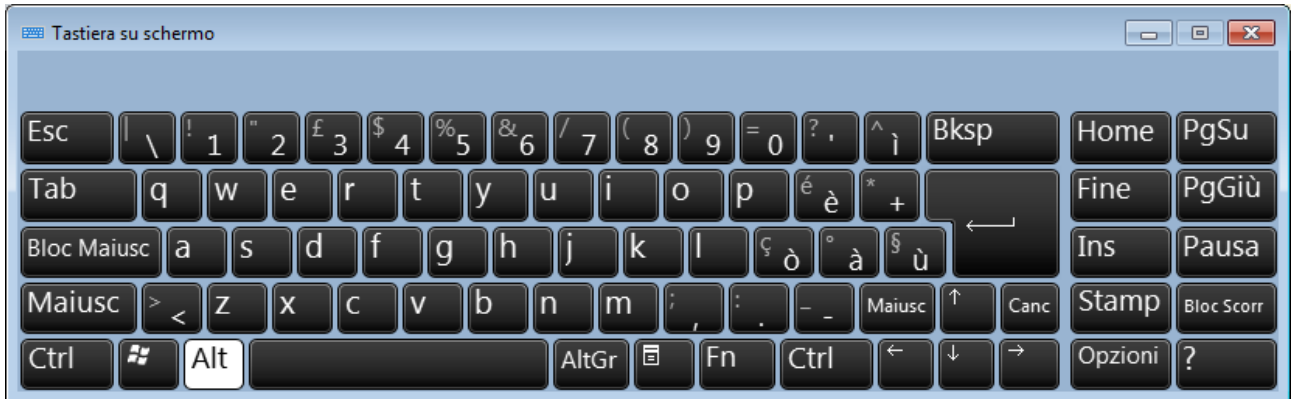 Tastiera su schermo
Esc | \ ! 1 " 2 £ 3 $ 4 % 5 & 6 / 7 ( 8 ) 9 = 0 ? ' ^ ì Bksp Home PgSu
Tab q w e r t y u i o p é è * + Fine PgGiù
Bloc Maiusc a s d f g h j k l ç ò ° à § ù Ins Pausa
Maiusc > < z x c v b n m ; , : . _ - Maiusc ↑ Canc Stamp Bloc Scorr
Ctrl Alt AltGr Fn Ctrl ← ↓ → Opzioni ?